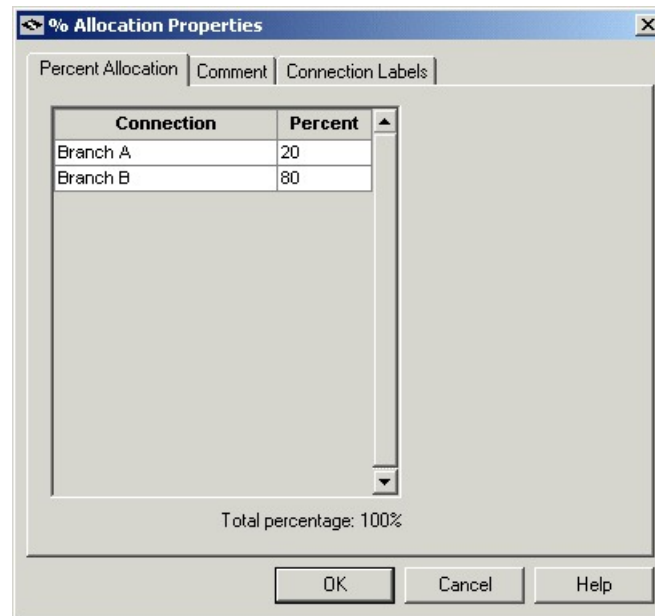 % Allocation Properties
Percent Allocation Comment Connection Labels
Connection Percent
Branch A 20
Branch B 80
Total percentage: 100%
OK Cancel Help